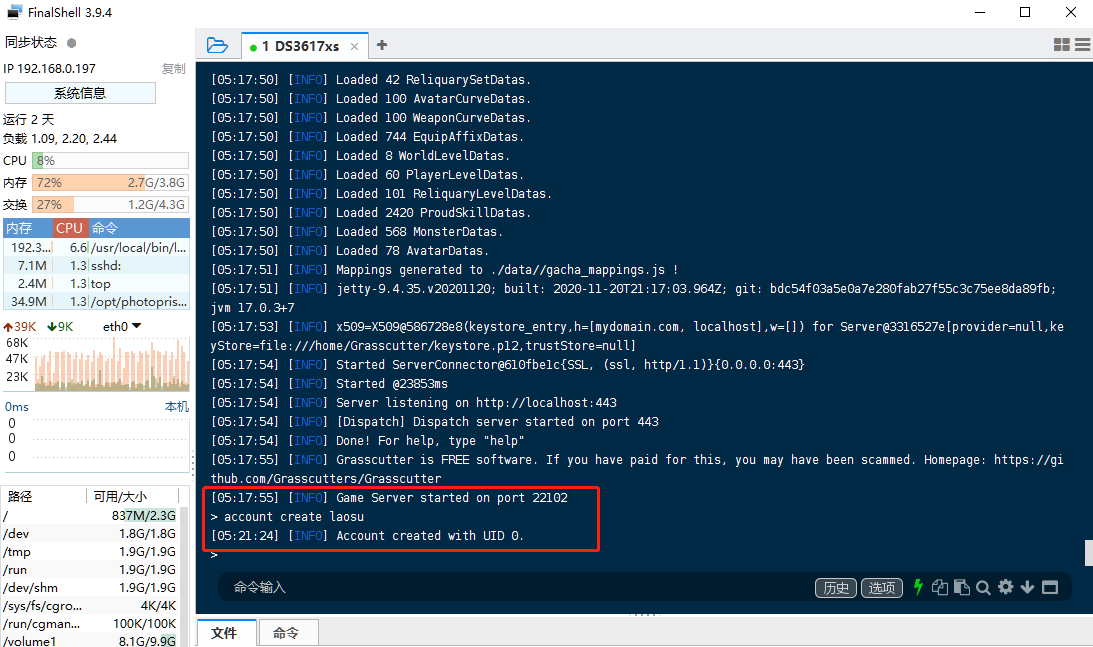 FinalShell 3.9.4
同步状态
IP 192.168.0.197 复制
系统信息
运行 2 天
负载 1.09, 2.20, 2.44
CPU 8%
内存 72% 2.7G/3.8G
交换 27% 1.2G/4.3G
内存 CPU 命令
192.3... 6.6 /usr/local/bin/l...
7.1M 1.3 sshd:
2.4M 1.3 top
34.9M 1.3 /opt/photopris...
39K 9K eth0
68K
47K
23K
0ms 本机
0
0
0
路径 可用/大小
/ 837M/2.3G
/dev 1.8G/1.8G
/tmp 1.9G/1.9G
/run 1.9G/1.9G
/dev/shm 1.9G/1.9G
/sys/fs/cgro... 4K/4K
/run/cgman... 100K/100K
/volume1 8.1G/9.9G
1 DS3617xs
[05:17:50] [INFO] Loaded 42 ReliquarySetDatas.
[05:17:50] [INFO] Loaded 100 AvatarCurveDatas.
[05:17:50] [INFO] Loaded 100 WeaponCurveDatas.
[05:17:50] [INFO] Loaded 744 EquipAffixDatas.
[05:17:50] [INFO] Loaded 8 WorldLevelDatas.
[05:17:50] [INFO] Loaded 60 PlayerLevelDatas.
[05:17:50] [INFO] Loaded 101 ReliquaryLevelDatas.
[05:17:50] [INFO] Loaded 2420 ProudSkillDatas.
[05:17:50] [INFO] Loaded 568 MonsterDatas.
[05:17:50] [INFO] Loaded 78 AvatarDatas.
[05:17:51] [INFO] Mappings generated to ./data//gacha_mappings.js !
[05:17:51] [INFO] jetty-9.4.35.v20201120; built: 2020-11-20T21:17:03.964Z; git: bdc54f03a5e0a7e280fab27f55c3c75ee8da89fb;
jvm 17.0.3+7
[05:17:53] [INFO] x509=X509@586728e8(keystore_entry,h=[mydomain.com, localhost],w=[]) for Server@3316527e[provider=null,ke
yStore=file:///home/Grasscutter/keystore.p12,trustStore=null]
[05:17:54] [INFO] Started ServerConnector@610fbe1c{SSL, (ssl, http/1.1)}{0.0.0.0:443}
[05:17:54] [INFO] Started @23853ms
[05:17:54] [INFO] Server listening on http://localhost:443
[05:17:54] [INFO] [Dispatch] Dispatch server started on port 443
[05:17:54] [INFO] Done! For help, type "help"
[05:17:55] [INFO] Grasscutter is FREE software. If you have paid for this, you may have been scammed. Homepage: https://gi
thub.com/Grasscutters/Grasscutter
[05:17:55] [INFO] Game Server started on port 22102
> account create laosu
[05:21:24] [INFO] Account created with UID 0.
>
命令输入 历史 选项
文件 命令